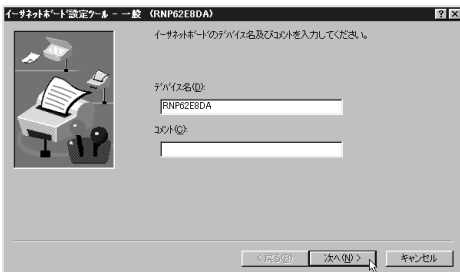 ｲｰｻﾈｯﾄﾎﾞｰﾄﾞ設定ﾂｰﾙ - 一般 (RNP62E8DA)
ｲｰｻﾈｯﾄﾎﾞｰﾄﾞのﾃﾞﾊﾞｲｽ名及びｺﾒﾝﾄを入力してください。
ﾃﾞﾊﾞｲｽ名(D):
RNP62E8DA
ｺﾒﾝﾄ(C):
< 戻る(B) 次へ(N) > キャンセル